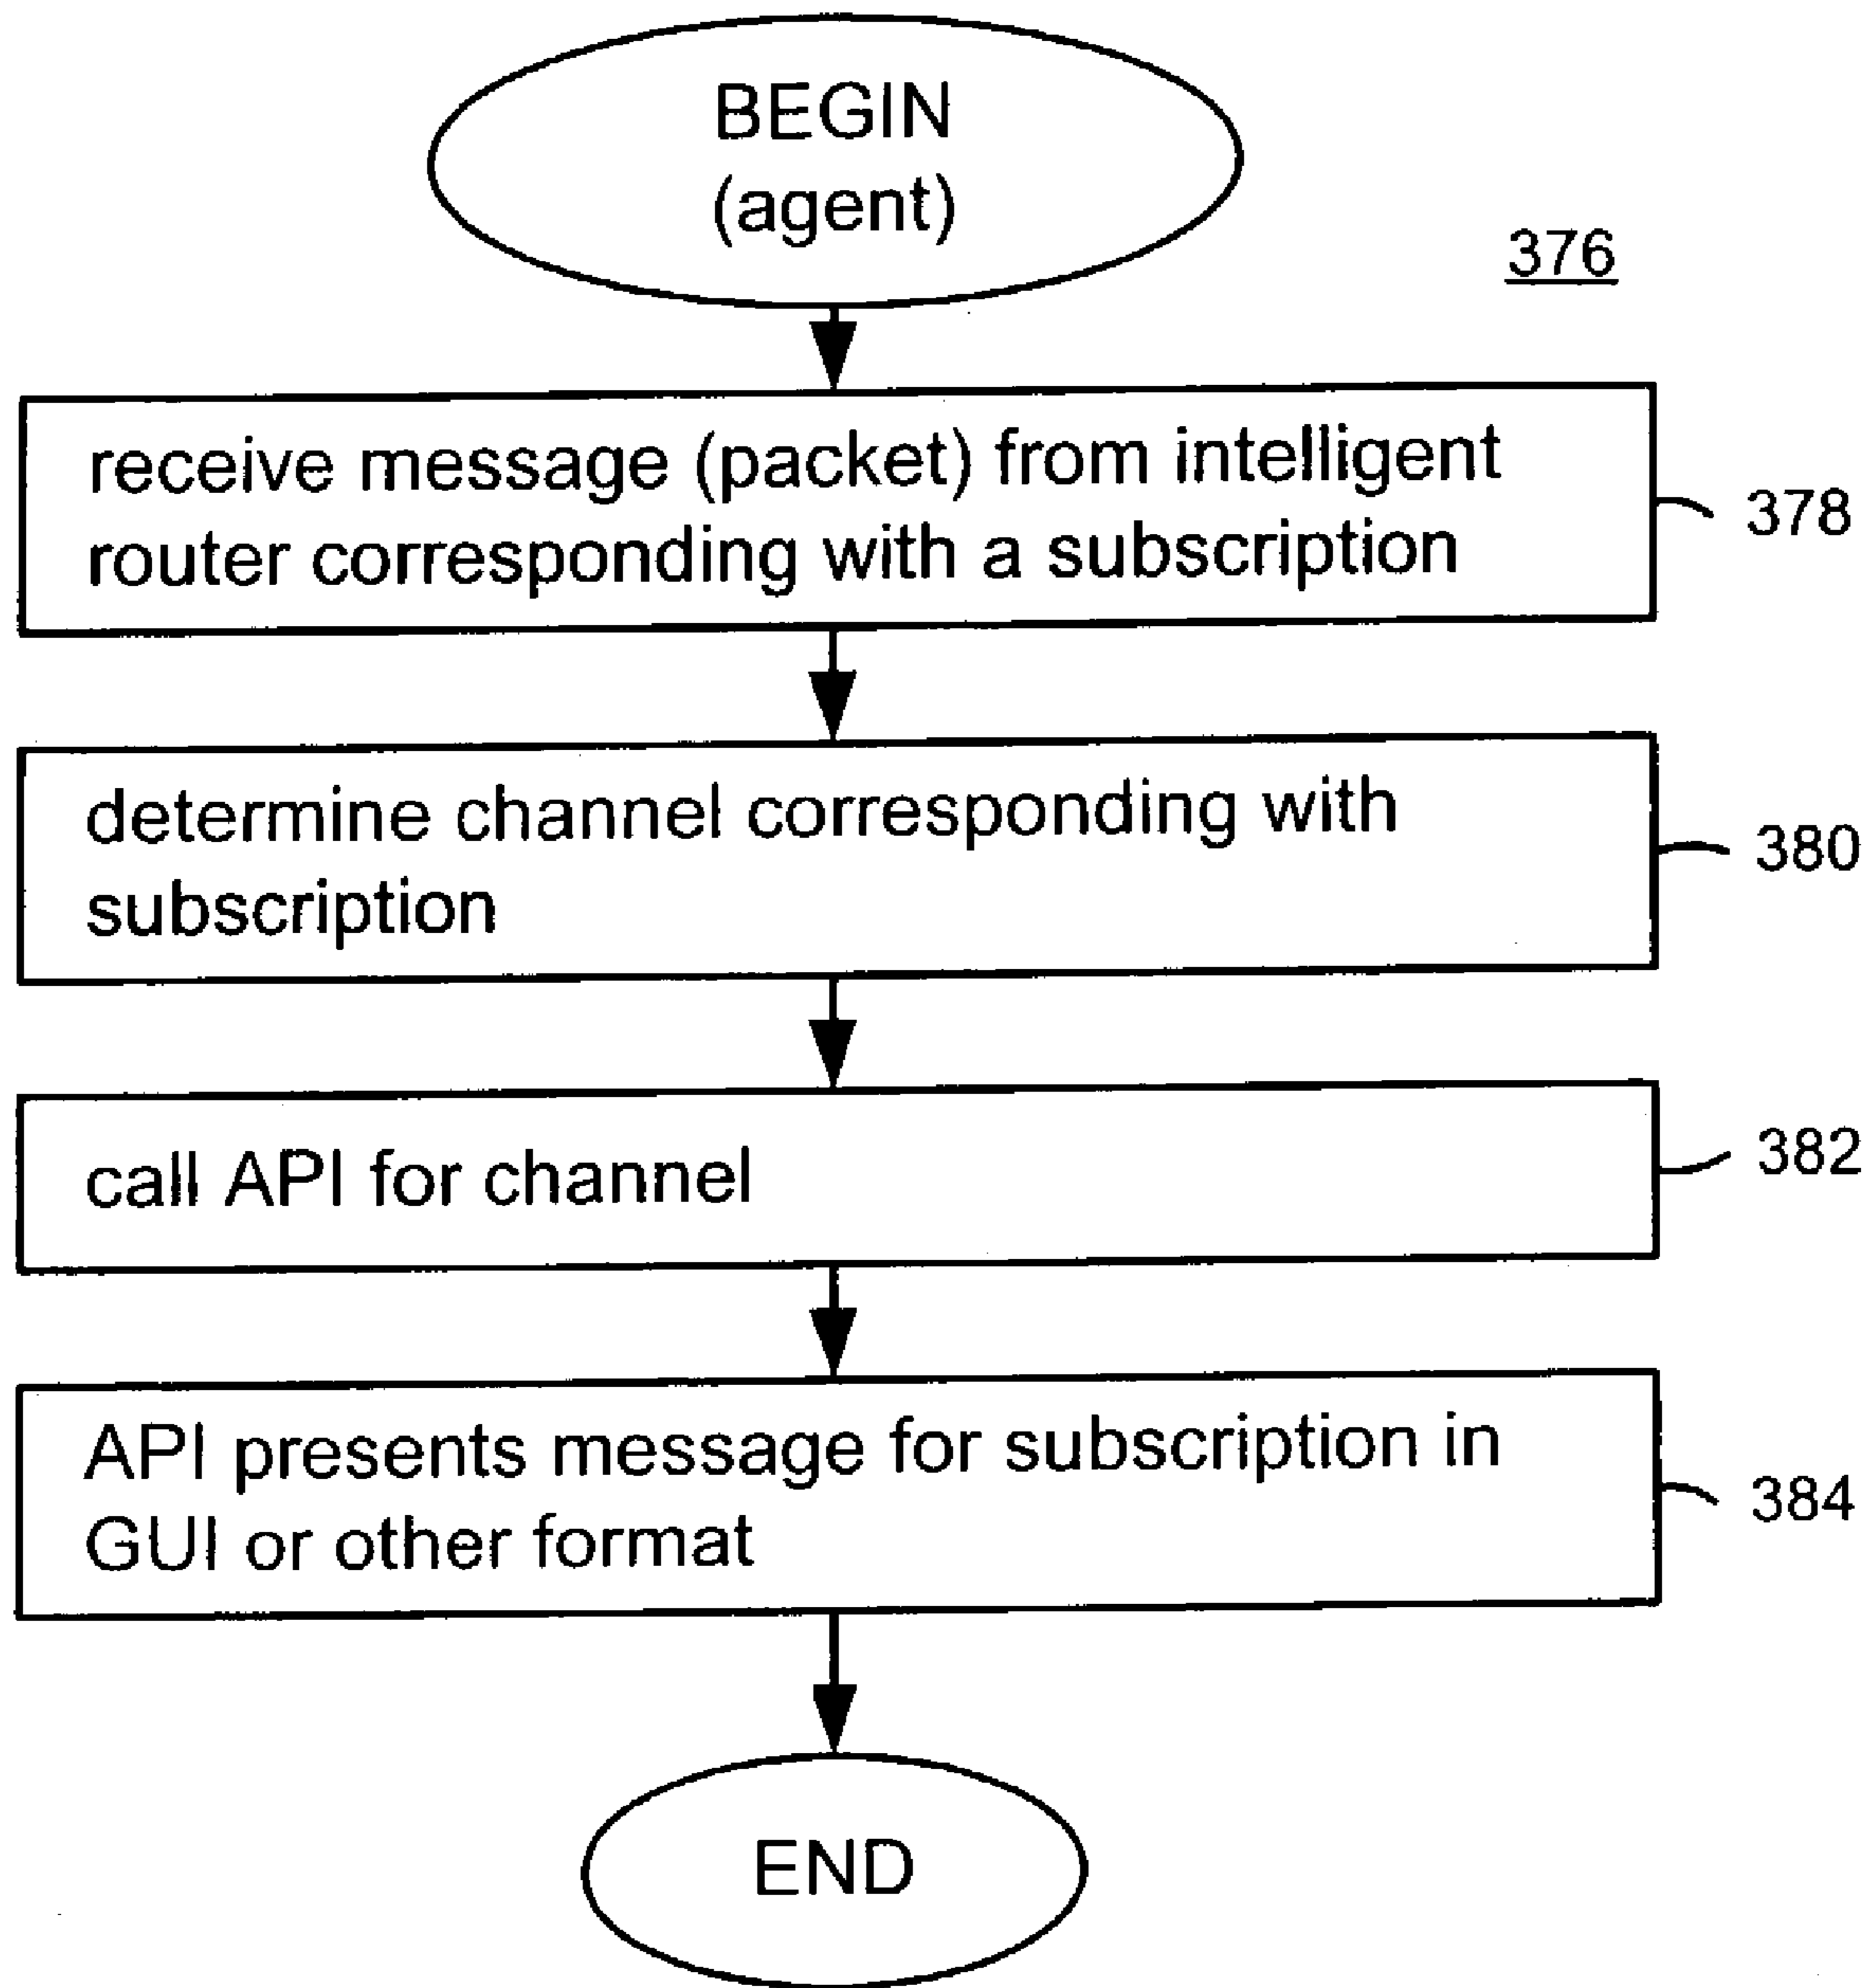 BEGIN
(agent)
376
receive message (packet) from intelligent
router corresponding with a subscription
378
determine channel corresponding with
subscription
380
call API for channel
382
API presents message for subscription in
GUI or other format
384
END